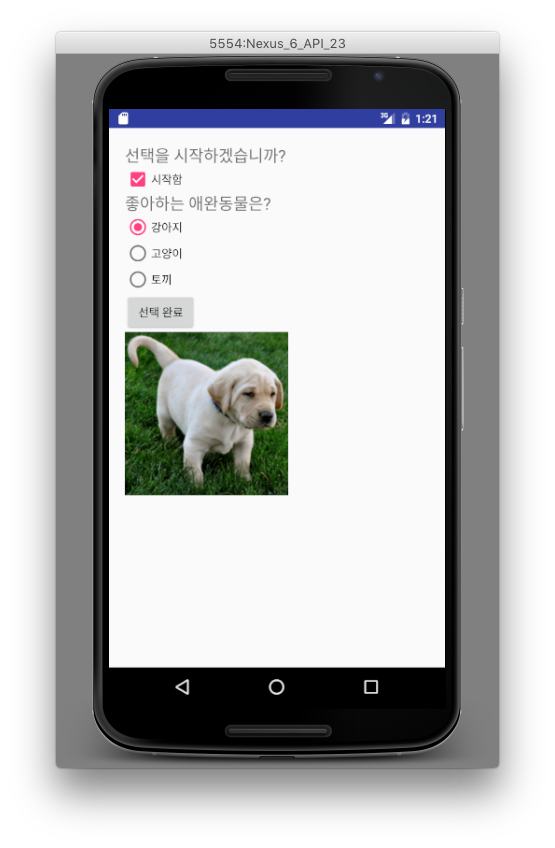 5554:Nexus_6_API_23
3G 1:21
선택을 시작하겠습니까?
시작함
좋아하는 애완동물은?
강아지
고양이
토끼
선택 완료